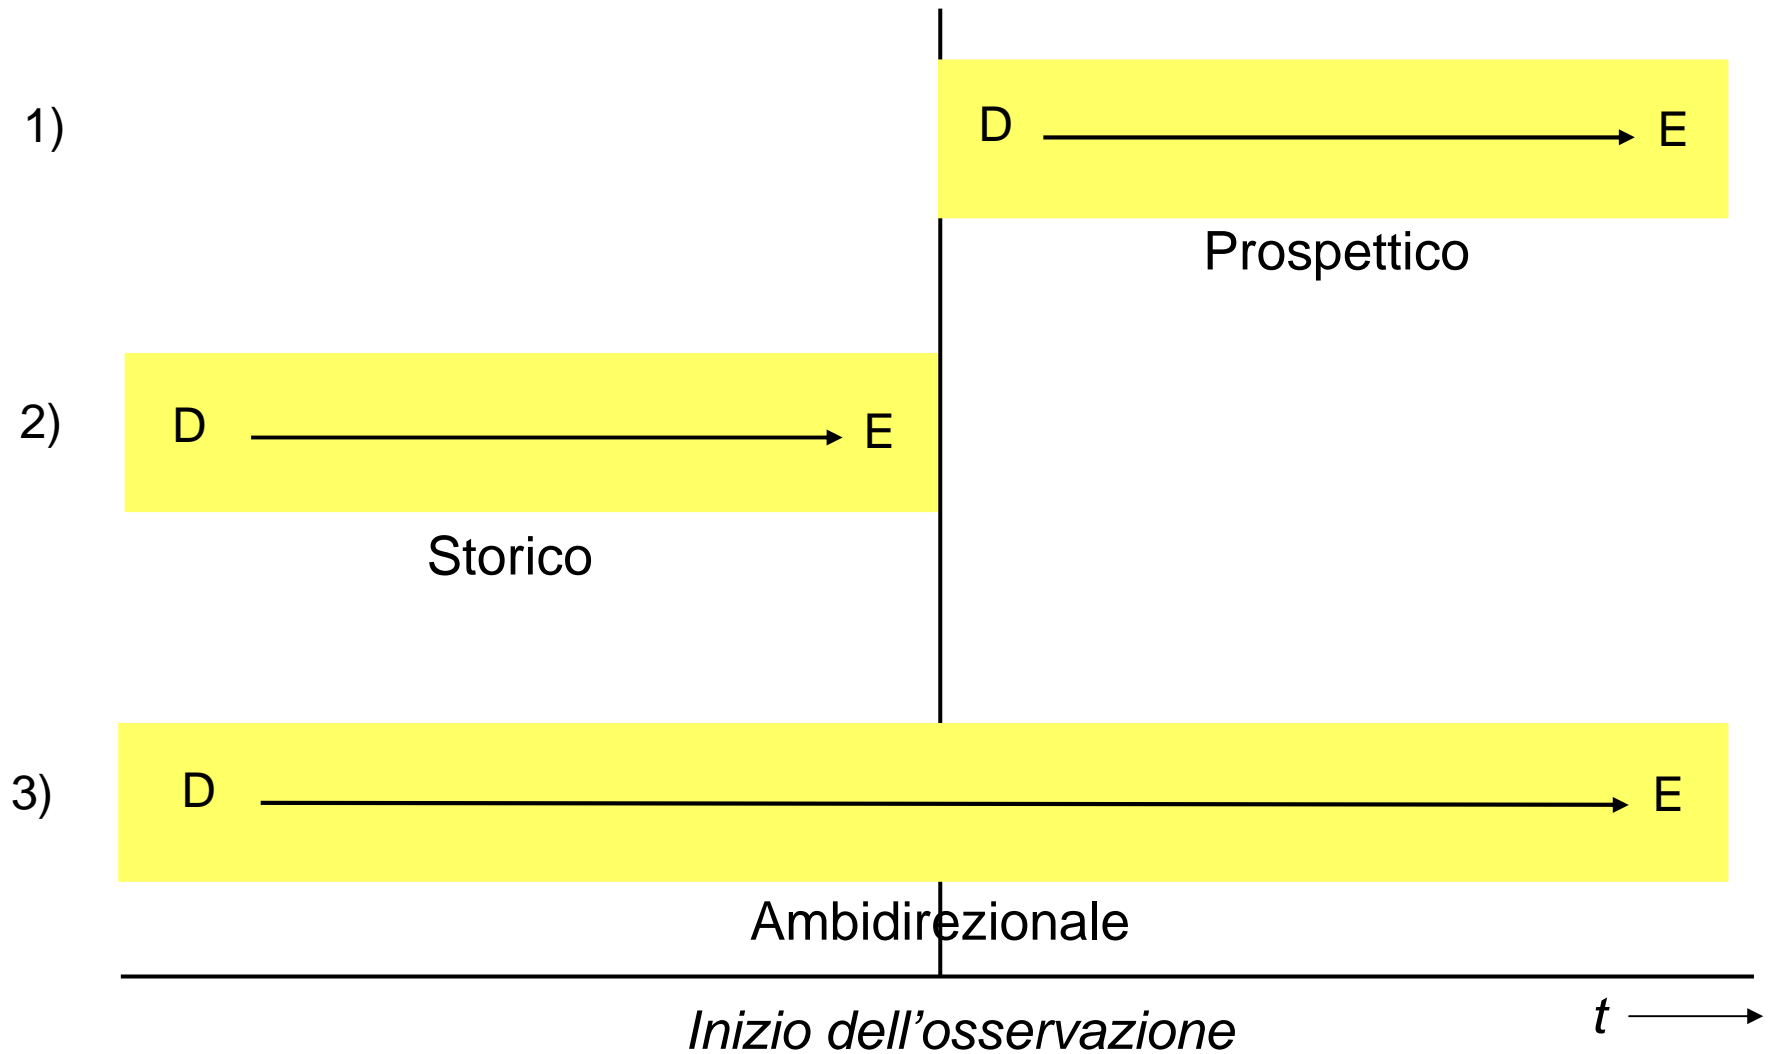 1)
D
E
Prospettico
2)
D
E
Storico
3)
D
E
Ambidirezionale
Inizio dell’osservazione
t